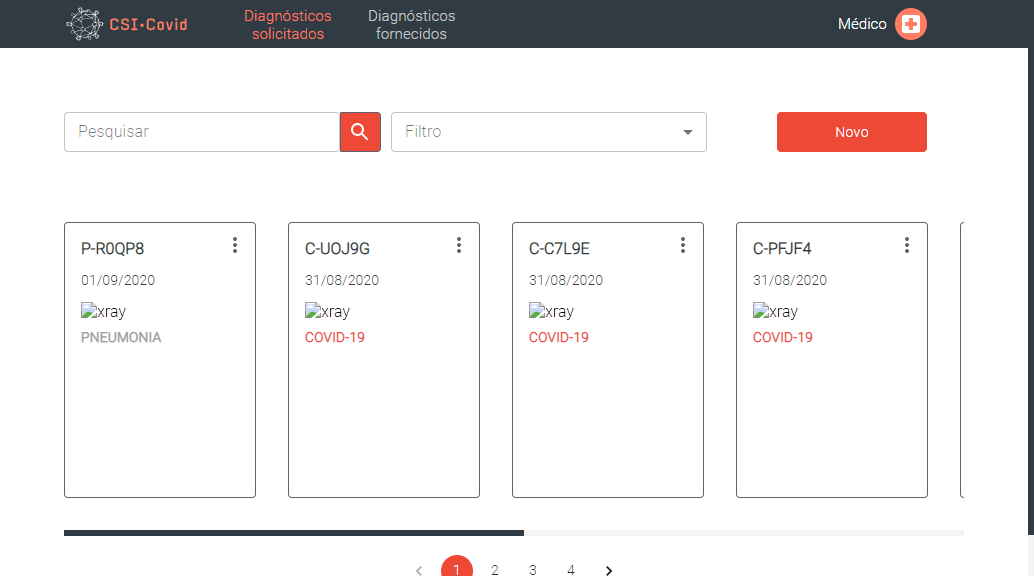 CSI•Covid
Diagnósticos
solicitados
Diagnósticos
fornecidos
Médico
Pesquisar
Filtro
Novo
P-R0QP8
01/09/2020
xray
PNEUMONIA
C-UOJ9G
31/08/2020
xray
COVID-19
C-C7L9E
31/08/2020
xray
COVID-19
C-PFJF4
31/08/2020
xray
COVID-19
1 2 3 4